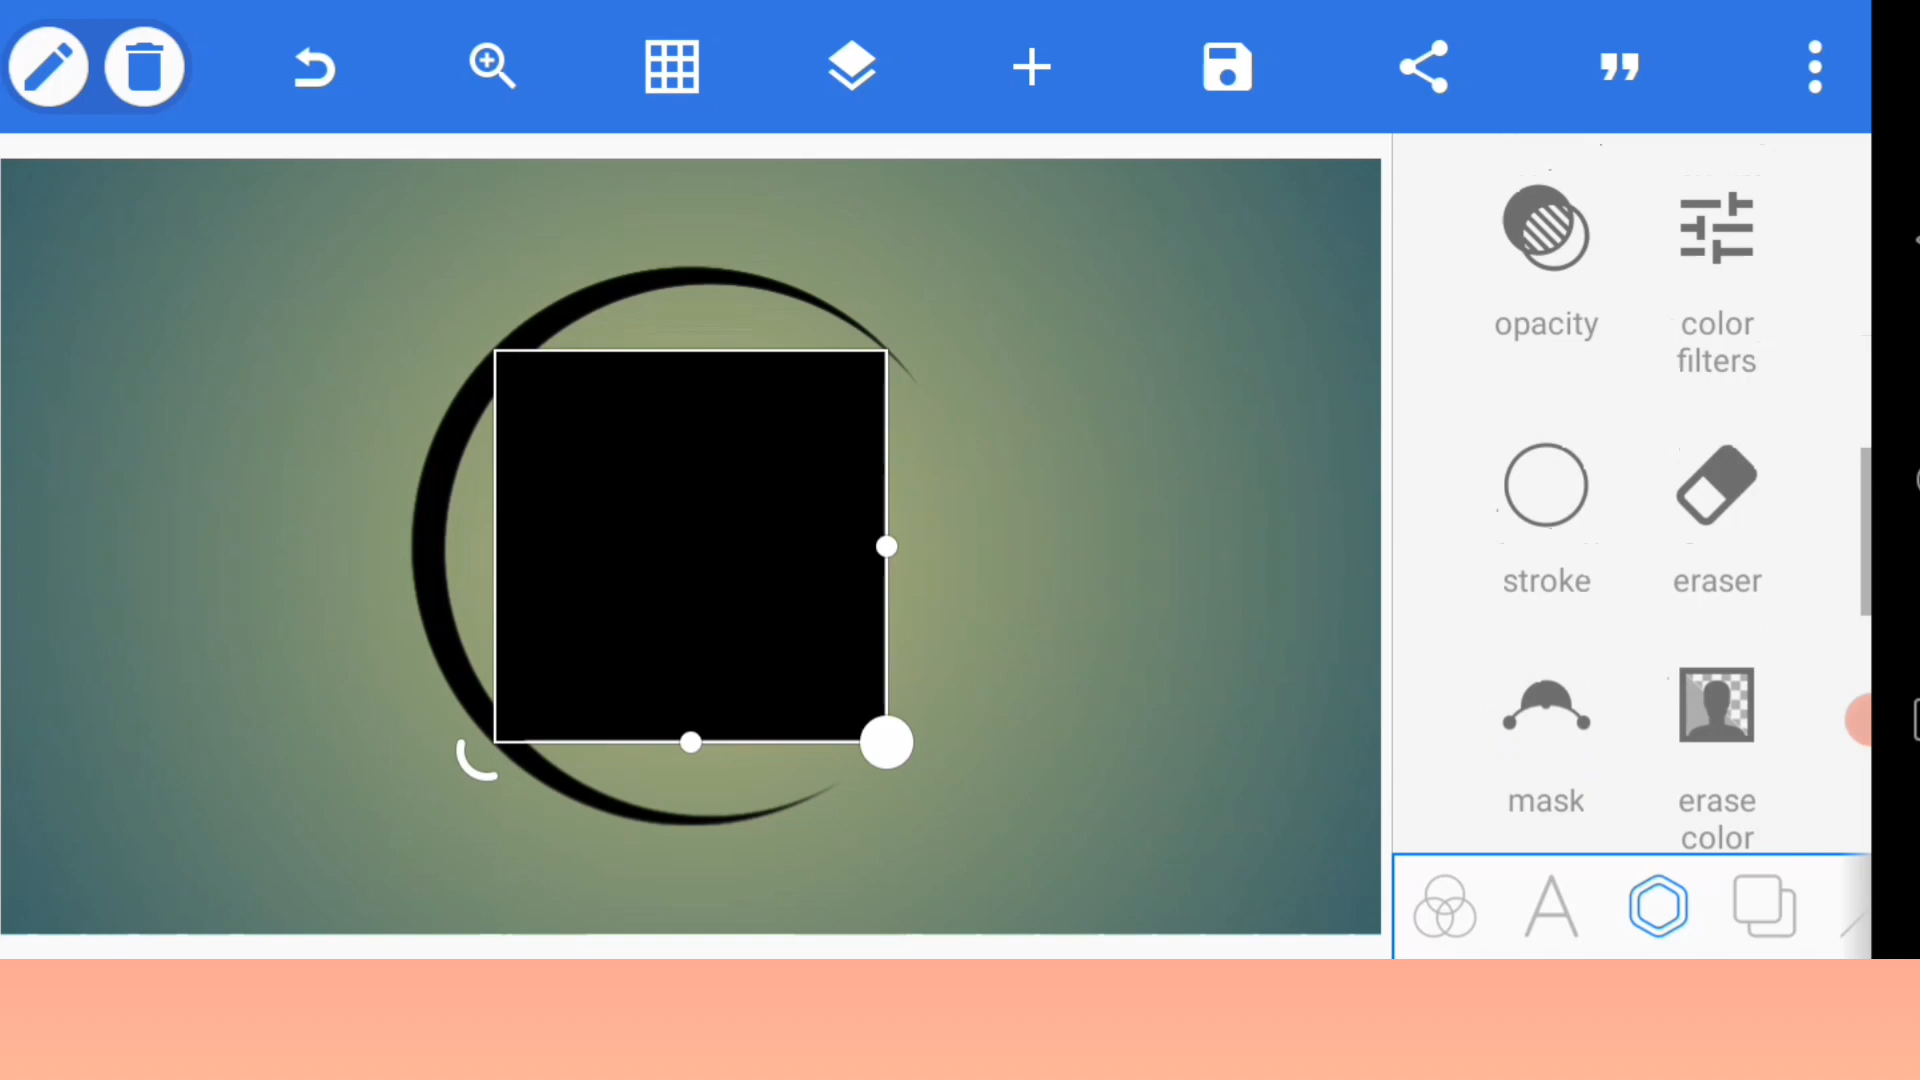 opacity
color
filters
stroke
eraser
mask
erase
color